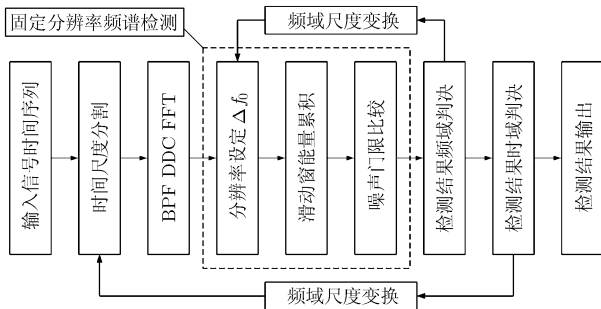 固定分辨率频谱检测
频域尺度变换
输入信号时间序列
时间尺度分割
BPF DDC FFT
分辨率设定Δf₀
滑动窗能量累积
噪声门限比较
检测结果频域判决
检测结果时域判决
检测结果输出
频域尺度变换